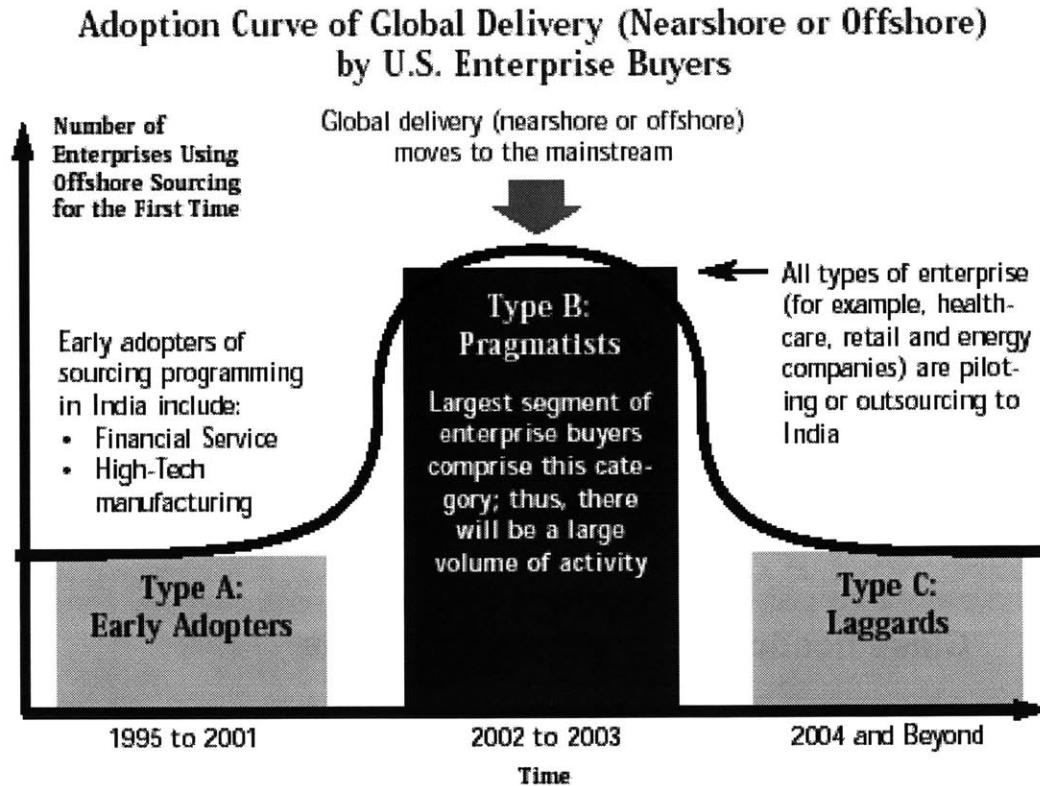 Adoption Curve of Global Delivery (Nearshore or Offshore)
by U.S. Enterprise Buyers
Number of
Enterprises Using
Offshore Sourcing
for the First Time
Global delivery (nearshore or offshore)
moves to the mainstream
Early adopters of
sourcing programming
in India include:
• Financial Service
• High-Tech
manufacturing
Type B:
Pragmatists
Largest segment of
enterprise buyers
comprise this cate-
gory; thus, there
will be a large
volume of activity
All types of enterprise
(for example, health-
care, retail and energy
companies) are pilot-
ing or outsourcing to
India
Type A:
Early Adopters
Type C:
Laggards
1995 to 2001
2002 to 2003
2004 and Beyond
Time